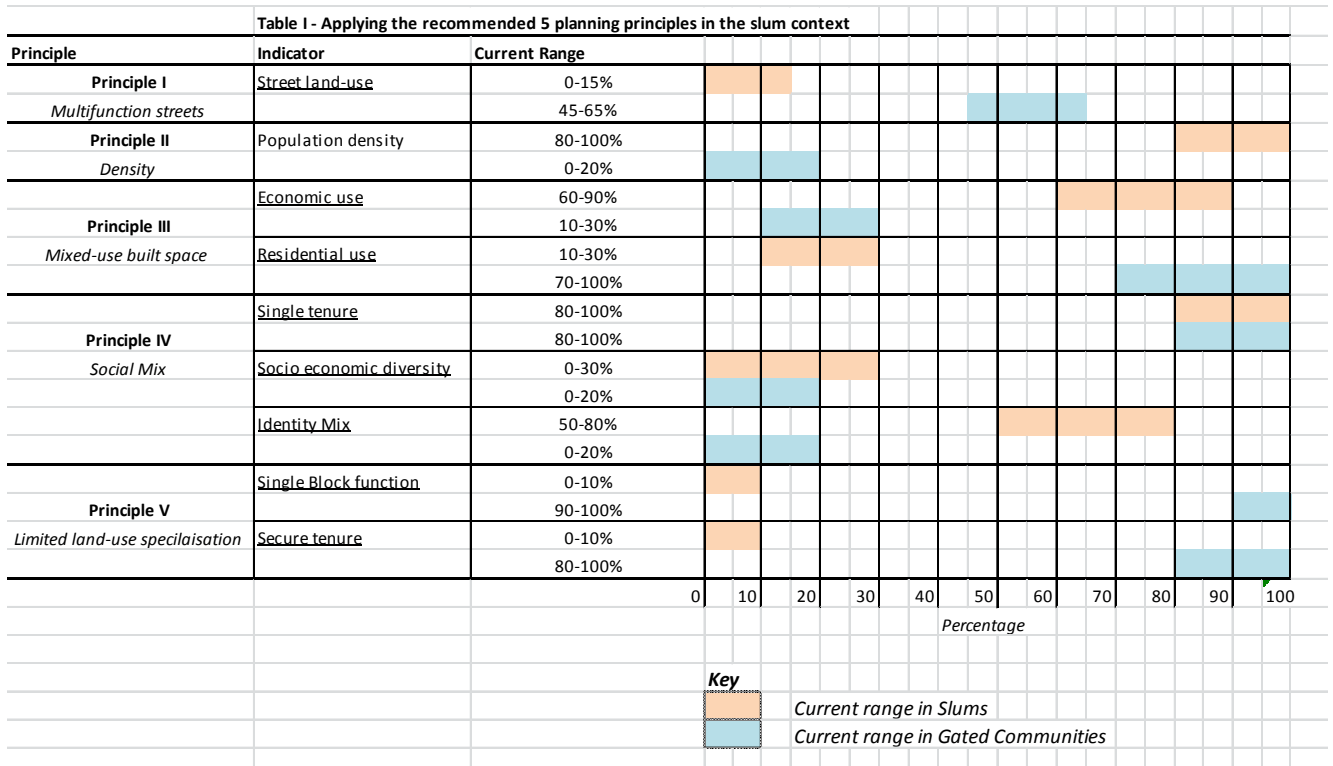 Table I - Applying the recommended 5 planning principles in the slum context
Principle Indicator Current Range
Principle I Street land-use 0-15%
Multifunction streets 45-65%
Principle II Population density 80-100%
Density 0-20%
Economic use 60-90%
Principle III 10-30%
Mixed-use built space Residential use 10-30%
70-100%
Single tenure 80-100%
Principle IV 80-100%
Social Mix Socio economic diversity 0-30%
0-20%
Identity Mix 50-80%
0-20%
Single Block function 0-10%
Principle V 90-100%
Limited land-use specilaisation Secure tenure 0-10%
80-100%
0 10 20 30 40 50 60 70 80 90 100
Percentage
Key
Current range in Slums
Current range in Gated Communities